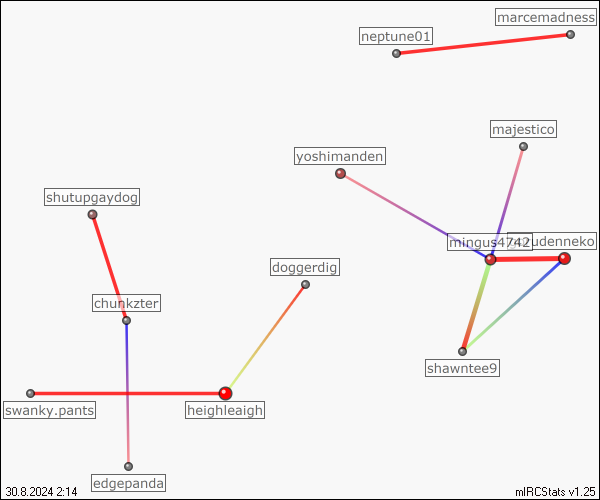 marcemadness
neptune01
majestico
yoshimanden
shutupgaydog
mingus4742
udenneko
doggerdig
chunkzter
shawntee9
swanky.pants
heighleaigh
edgepanda
30.8.2024 2:14
mIRCStats v1.25